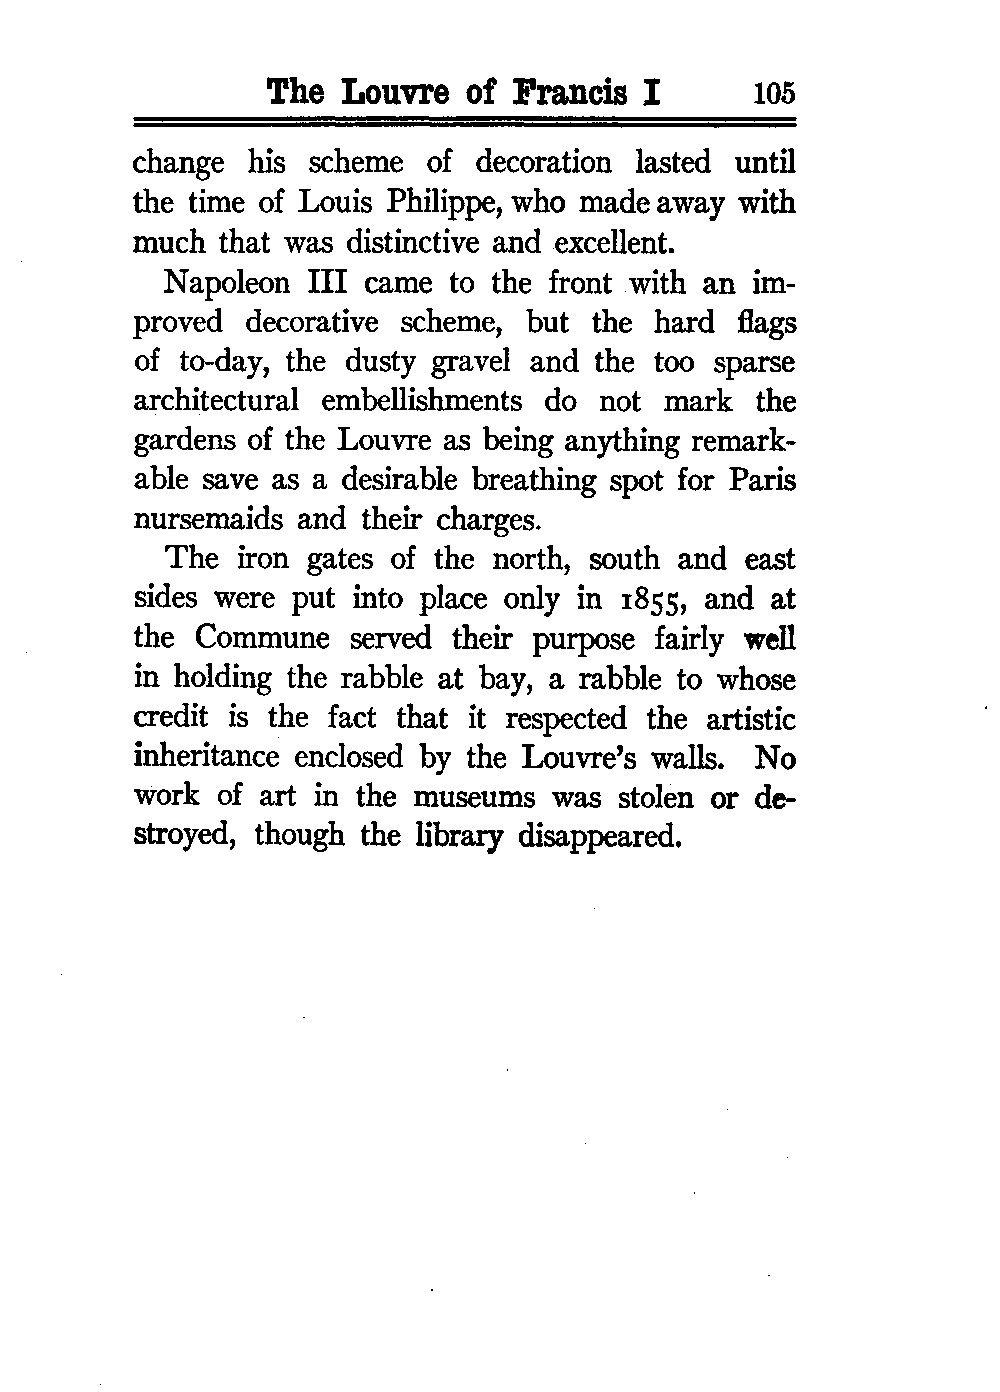 The Louvre of Francis I 105
change his scheme of decoration lasted until
the time of Louis Philippe, who made away with
much that was distinctive and excellent.
Napoleon III came to the front with an im-
proved decorative scheme, but the hard flags
of to-day, the dusty gravel and the too sparse
architectural embellishments do not mark the
gardens of the Louvre as being anything remark-
able save as a desirable breathing spot for Paris
nursemaids and their charges.
The iron gates of the north, south and east
sides were put into place only in 1855, and at
the Commune served their purpose fairly well
in holding the rabble at bay, a rabble to whose
credit is the fact that it respected the artistic
inheritance enclosed by the Louvre's walls. No
work of art in the museums was stolen or de-
stroyed, though the library disappeared.